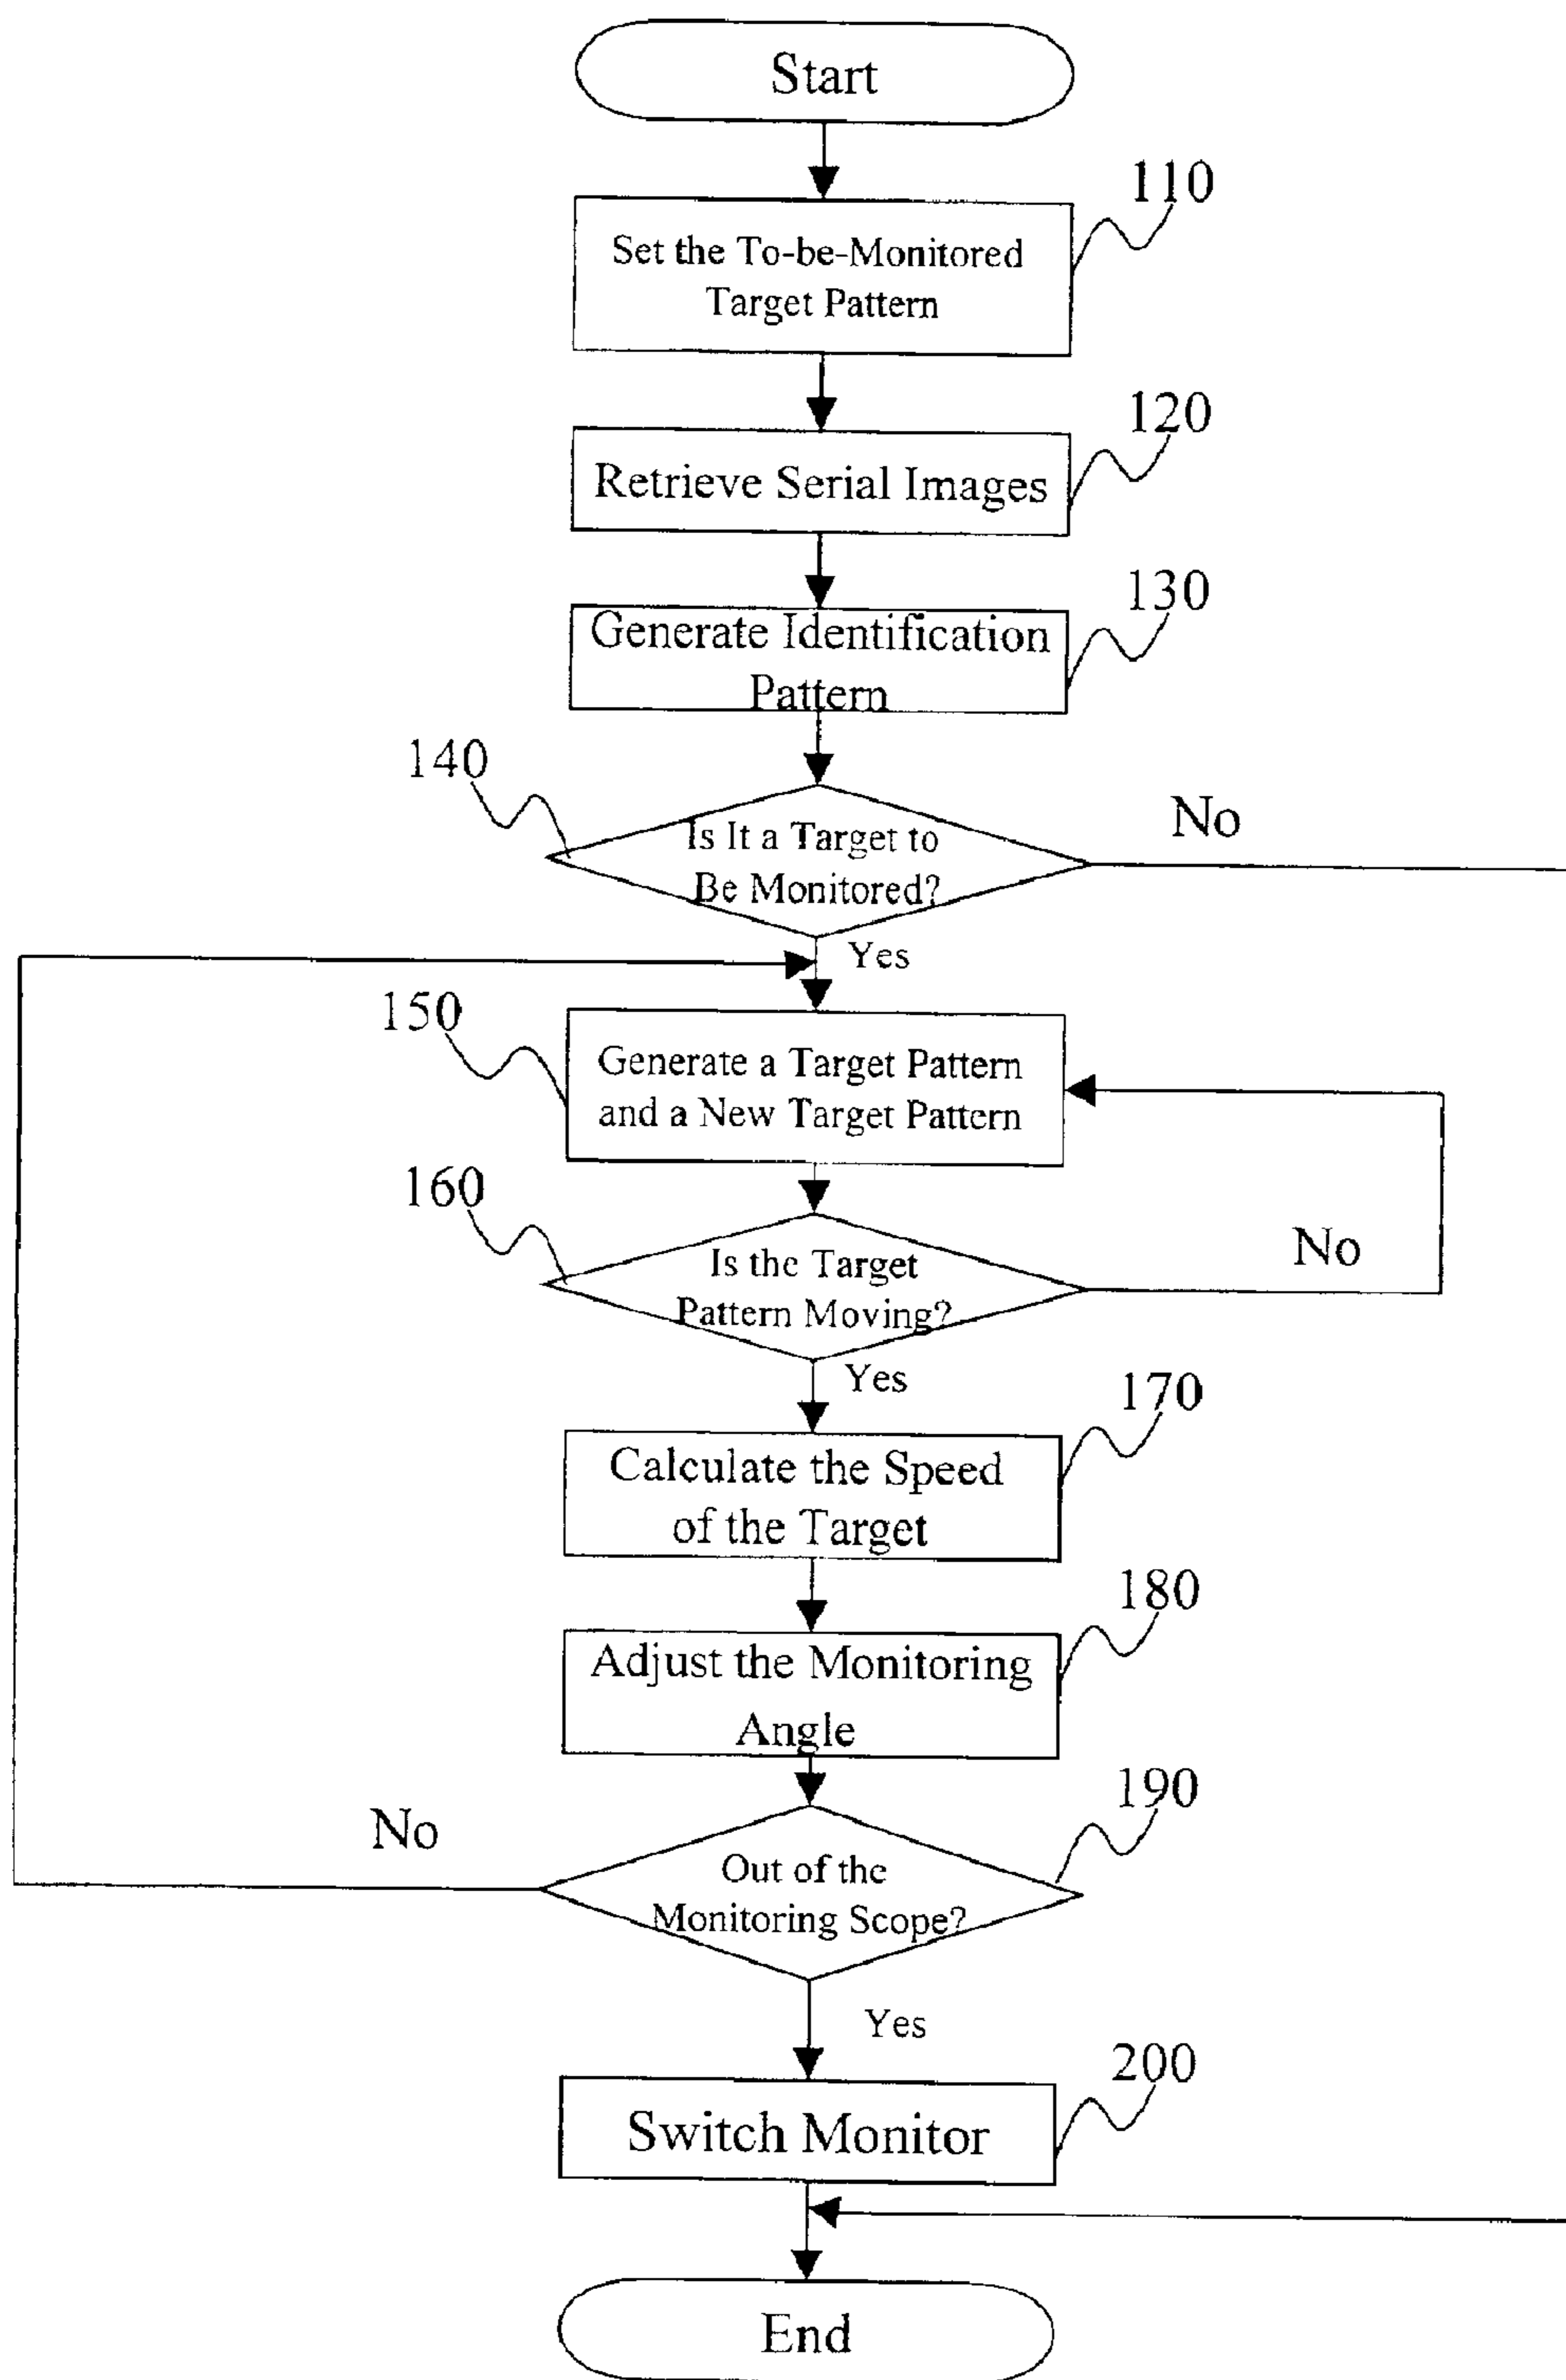 Start
110
Set the To-be-Monitored
Target Pattern
120
Retrieve Serial Images
130
Generate Identification
Pattern
140
Is It a Target to
Be Monitored?
No
Yes
150
Generate a Target Pattern
and a New Target Pattern
160
Is the Target
Pattern Moving?
No
Yes
170
Calculate the Speed
of the Target
180
Adjust the Monitoring
Angle
190
No
Out of the
Monitoring Scope?
Yes
200
Switch Monitor
End